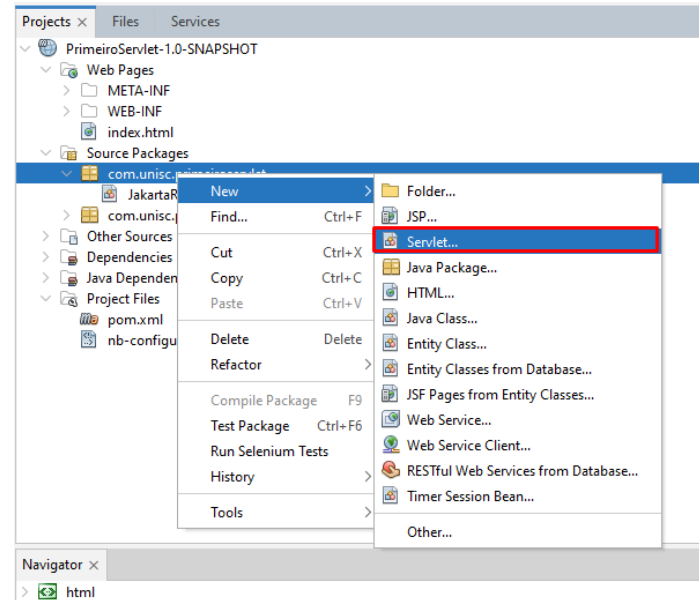 Projects × Files Services
PrimeiroServlet-1.0-SNAPSHOT
Web Pages
META-INF
WEB-INF
index.html
Source Packages
com.unisc.primeiroservlet
JakartaR
com.unisc.p
Other Sources
Dependencies
Java Dependen
Project Files
pom.xml
nb-configu
New
Find... Ctrl+F
Cut Ctrl+X
Copy Ctrl+C
Paste Ctrl+V
Delete Delete
Refactor
Compile Package F9
Test Package Ctrl+F6
Run Selenium Tests
History
Tools
Folder...
JSP...
Servlet...
Java Package...
HTML...
Java Class...
Entity Class...
Entity Classes from Database...
JSF Pages from Entity Classes...
Web Service...
Web Service Client...
RESTful Web Services from Database...
Timer Session Bean...
Other...
Navigator ×
html